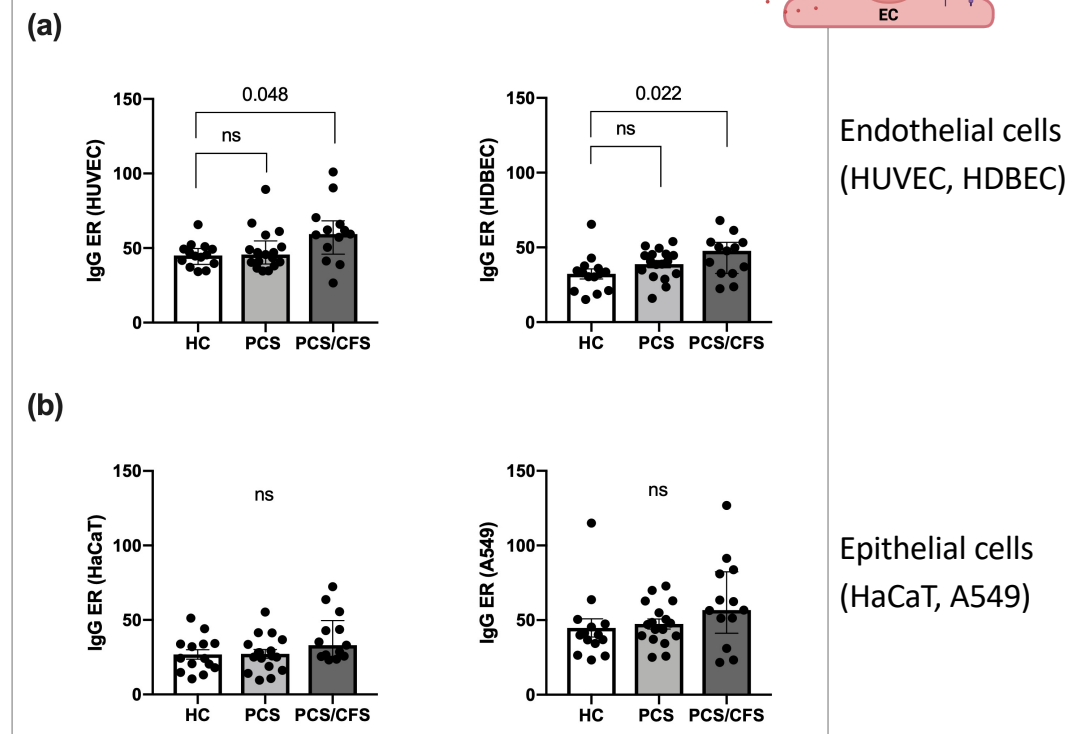 EC
(a)
0.048
ns
150
100
50
0
IgG ER (HUVEC)
HC PCS PCS/CFS
0.022
ns
150
100
50
0
IgG ER (HDBEC)
HC PCS PCS/CFS
Endothelial cells
(HUVEC, HDBEC)
(b)
ns
150
100
50
0
IgG ER (HaCaT)
HC PCS PCS/CFS
ns
150
100
50
0
IgG ER (A549)
HC PCS PCS/CFS
Epithelial cells
(HaCaT, A549)